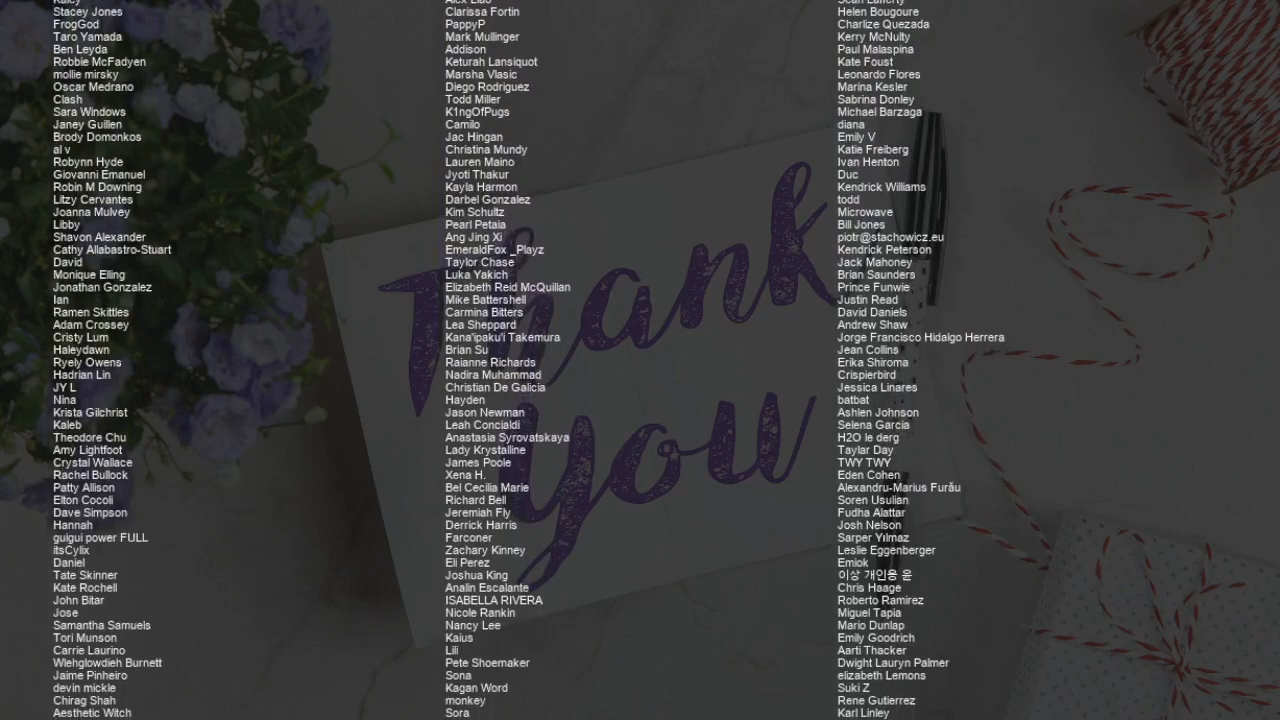 Kaley
Stacey Jones
FrogGod
Taro Yamada
Ben Leyda
Robbie McFadyen
mollie mirsky
Oscar Medrano
Clash
Sara Windows
Janey Guillen
Brody Domonkos
al v
Robynn Hyde
Giovanni Emanuel
Robin M Downing
Litzy Cervantes
Joanna Mulvey
Libby
Shavon Alexander
Cathy Allabastro-Stuart
David
Monique Elling
Jonathan Gonzalez
Ian
Ramen Skittles
Adam Crossey
Cristy Lum
Haleydawn
Ryely Owens
Hadrian Lin
JY L
Nina
Krista Gilchrist
Kaleb
Theodore Chu
Amy Lightfoot
Crystal Wallace
Rachel Bullock
Patty Allison
Elton Cocoli
Dave Simpson
Hannah
guigui power FULL
itsCylix
Daniel
Tate Skinner
Kate Rochell
John Bitar
Jose
Samantha Samuels
Tori Munson
Carrie Laurino
Wlehglowdieh Burnett
Jaime Pinheiro
devin mickle
Chirag Shah
Aesthetic Witch
Alex Liao
Clarissa Fortin
PappyP
Mark Mullinger
Addison
Keturah Lansiquot
Marsha Vlasic
Diego Rodriguez
Todd Miller
K1ngOfPugs
Camilo
Jac Hingan
Christina Mundy
Lauren Maino
Jyoti Thakur
Kayla Harmon
Darbel Gonzalez
Kim Schultz
Pearl Petaia
Ang Jing Xi
EmeraldFox _Playz
Taylor Chase
Luka Yakich
Elizabeth Reid McQuillan
Mike Battershell
Carmina Bitters
Lea Sheppard
Kana'ipaku'i Takemura
Brian Su
Raianne Richards
Nadira Muhammad
Christian De Galicia
Hayden
Jason Newman
Leah Concialdi
Anastasia Syrovatskaya
Lady Krystalline
James Poole
Xena H.
Bel Cecilia Marie
Richard Bell
Jeremiah Fly
Derrick Harris
Farconer
Zachary Kinney
Eli Perez
Joshua King
Analin Escalante
ISABELLA RIVERA
Nicole Rankin
Nancy Lee
Kaius
Lili
Pete Shoemaker
Sona
Kagan Word
monkey
Sora
Sean Lafferty
Helen Bougoure
Charlize Quezada
Kerry McNulty
Paul Malaspina
Kate Foust
Leonardo Flores
Marina Kesler
Sabrina Donley
Michael Barzaga
diana
Emily V
Katie Freiberg
Ivan Henton
Duc
Kendrick Williams
todd
Microwave
Bill Jones
piotr@stachowicz.eu
Kendrick Peterson
Jack Mahoney
Brian Saunders
Prince Funwie
Justin Read
David Daniels
Andrew Shaw
Jorge Francisco Hidalgo Herrera
Jean Collins
Erika Shiroma
Crispierbird
Jessica Linares
batbat
Ashlen Johnson
Selena Garcia
H2O le derg
Taylar Day
TWY TWY
Eden Cohen
Alexandru-Marius Furău
Soren Usulian
Fudha Alattar
Josh Nelson
Sarper Yılmaz
Leslie Eggenberger
Emiok
이상 개인용 윤
Chris Haage
Roberto Ramirez
Miguel Tapia
Mario Dunlap
Emily Goodrich
Aarti Thacker
Dwight Lauryn Palmer
elizabeth Lemons
Suki Z
Rene Gutierrez
Karl Linley
Thank
you